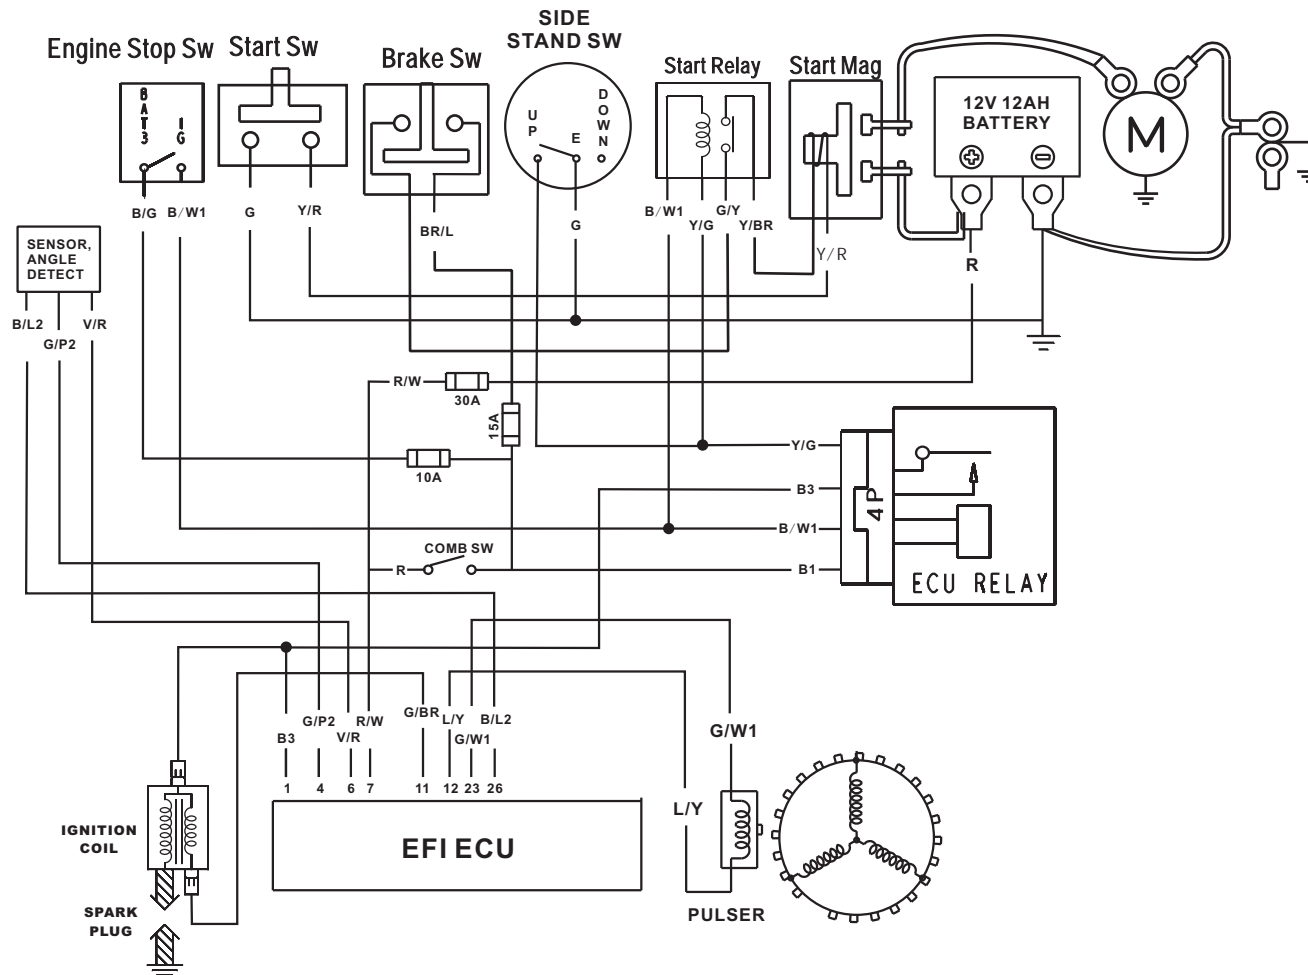 SIDE
STAND SW
Engine Stop Sw
Start Sw
Brake Sw
Start Relay
Start Mag
BAT3
IG
UP
E
DOWN
12V 12AH
BATTERY
M
B/G
B/W1
G
Y/R
BR/L
G
B/W1
Y/G
G/Y
Y/BR
Y/R
R
SENSOR,
ANGLE
DETECT
B/L2
G/P2
V/R
R/W
30A
15A
10A
Y/G
B3
B/W1
B1
4P
ECU RELAY
COMB SW
R
B3
G/P2
V/R
R/W
G/BR
L/Y
G/W1
B/L2
1
4
6
7
11
12
23
26
EFI ECU
G/W1
L/Y
PULSER
IGNITION
COIL
SPARK
PLUG